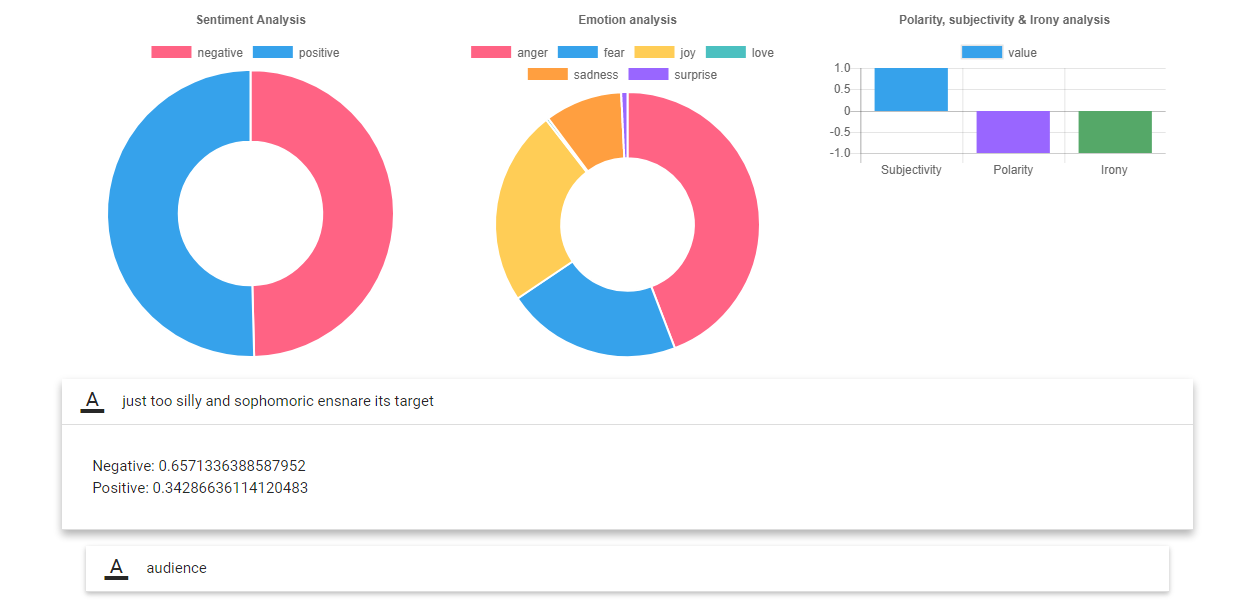 Sentiment Analysis
negative positive
Emotion analysis
anger fear joy love
sadness surprise
Polarity, subjectivity & Irony analysis
value
1.0
0.5
0
-0.5
-1.0
Subjectivity Polarity Irony
A just too silly and sophomoric ensnare its target
Negative: 0.6571336388587952
Positive: 0.34286636114120483
A audience